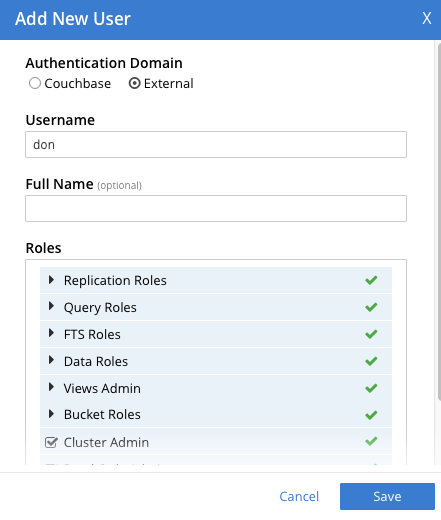 Add New User X
Authentication Domain
Couchbase External
Username
don
Full Name (optional)
Roles
Replication Roles
Query Roles
FTS Roles
Data Roles
Views Admin
Bucket Roles
Cluster Admin
Cancel Save